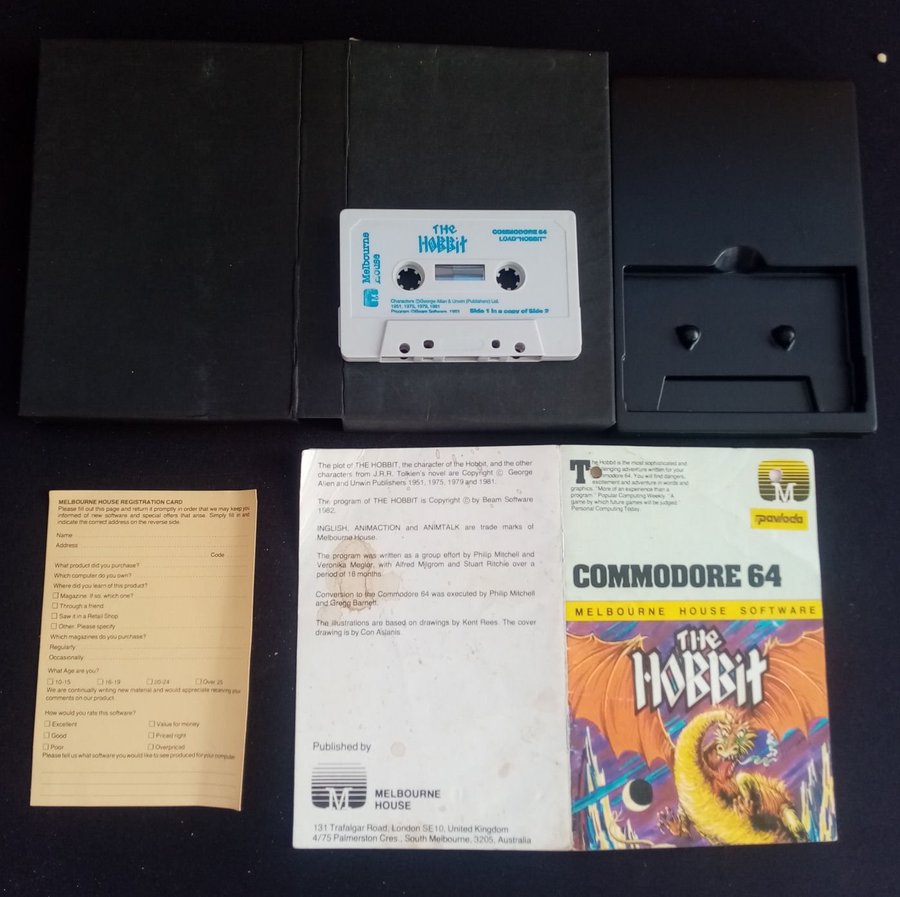 THE
HOBBIT
COMMODORE 64
LOAD"HOBBIT"
Melbourne
House
M
Characters ©George Allen & Unwin (Publishers) Ltd.
1951, 1975, 1979, 1981
Program ©Beam Software, 1983
Side 1 is a copy of Side 2
MELBOURNE HOUSE REGISTRATION CARD
Please fill out this page and return it promptly in order that we may keep you
informed of new software and special offers that arise. Simply fill in and
indicate the correct address on the reverse side.
Name
Address
Code
What product did you purchase?
Which computer do you own?
Where did you learn of this product?
Magazine. If so, which one?
Through a friend
Saw it in a Retail Shop
Other. Please specify
Which magazines do you purchase?
Regularly
Occasionally
What Age are you?
10-15 16-19 20-24 Over 25
We are continually writing new material and would appreciate receiving your
comments on our product.
How would you rate this software?
Excellent Value for money
Good Priced right
Poor Overpriced
Please tell us what software you would like to see produced for your computer
The plot of THE HOBBIT, the character of the Hobbit, and the other
characters from J.R.R. Tolkien's novel are Copyright © George
Allen and Unwin Publishers 1951, 1975, 1979 and 1981.
The program of THE HOBBIT is Copyright © by Beam Software
1982.
INGLISH, ANIMACTION and ANIMTALK are trade marks of
Melbourne House.
The program was written as a group effort by Philip Mitchell and
Veronika Megler, with Alfred Milgrom and Stuart Ritchie over a
period of 18 months.
Conversion to the Commodore 64 was executed by Philip Mitchell
and Gregg Barnett.
The illustrations are based on drawings by Kent Rees. The cover
drawing is by Con Aslanis.
Published by
M
MELBOURNE
HOUSE
131 Trafalgar Road, London SE10, United Kingdom
4/75 Palmerston Cres., South Melbourne, 3205, Australia
The Hobbit is the most sophisticated and
challenging adventure written for your
Commodore 64. You will find dangers,
excitement and adventure in words and
graphics. "More of an experience than a
program." Popular Computing Weekly. "A
game by which future games will be judged."
Personal Computing Today.
M
pawloda
COMMODORE 64
MELBOURNE HOUSE SOFTWARE
THE
HOBBIT